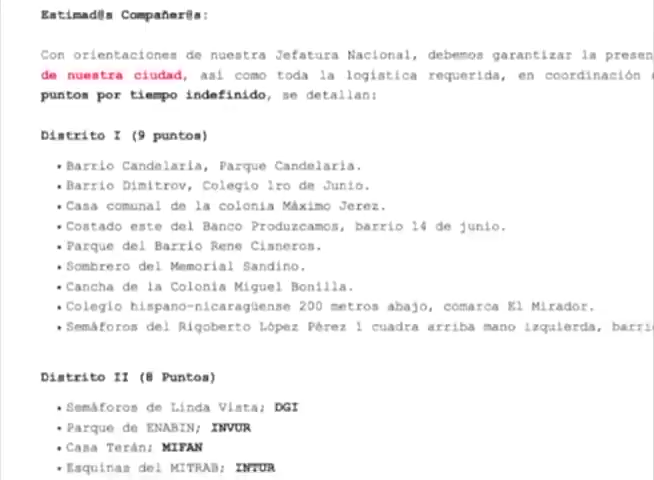 Estimad@s Compañer@s:
Con orientaciones de nuestra Jefatura Nacional, debemos garantizar la presen
de nuestra ciudad, así como toda la logística requerida, en coordinación
puntos por tiempo indefinido, se detallan:
Distrito I (9 puntos)
• Barrio Candelaria, Parque Candelaria.
• Barrio Dimitrov, Colegio 1ro de Junio.
• Casa comunal de la colonia Máximo Jerez.
• Costado este del Banco Produzcamos, barrio 14 de junio.
• Parque del Barrio Rene Cisneros.
• Sombrero del Memorial Sandino.
• Cancha de la Colonia Miguel Bonilla.
• Colegio hispano-nicaragüense 200 metros abajo, comarca El Mirador.
• Semáforos del Rigoberto López Pérez 1 cuadra arriba mano izquierda, barri
Distrito II (8 Puntos)
• Semáforos de Linda Vista; DGI
• Parque de ENABIN; INVUR
• Casa Terán; MIFAN
• Esquinas del MITRAB; INTUR